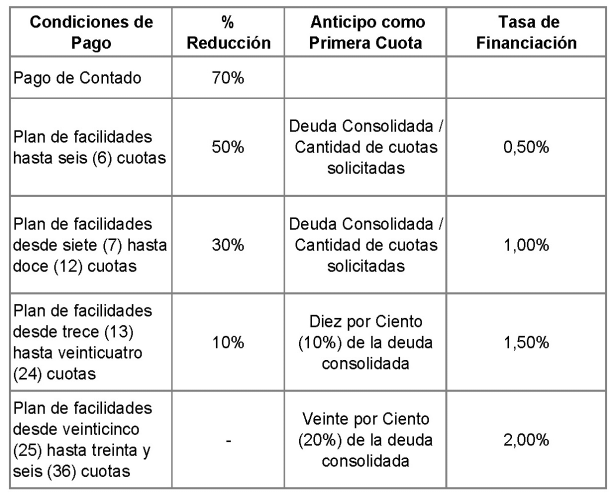 Condiciones de
Pago
%
Reducción
Anticipo como
Primera Cuota
Tasa de
Financiación
Pago de Contado
70%
Plan de facilidades
hasta seis (6) cuotas
50%
Deuda Consolidada /
Cantidad de cuotas
solicitadas
0,50%
Plan de facilidades
desde siete (7) hasta
doce (12) cuotas
30%
Deuda Consolidada /
Cantidad de cuotas
solicitadas
1,00%
Plan de facilidades
desde trece (13)
hasta veinticuatro
(24) cuotas
10%
Diez por Ciento
(10%) de la deuda
consolidada
1,50%
Plan de facilidades
desde veinticinco
(25) hasta treinta y
seis (36) cuotas
-
Veinte por Ciento
(20%) de la deuda
consolidada
2,00%